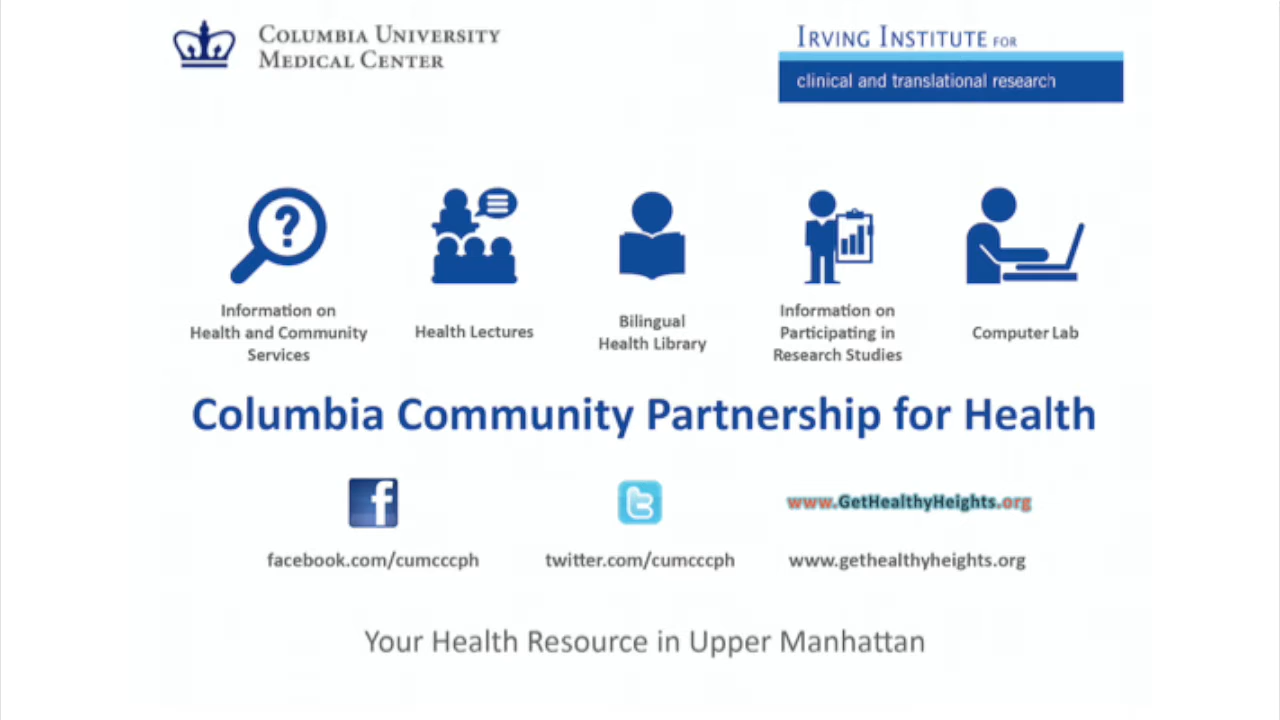 COLUMBIA UNIVERSITY
MEDICAL CENTER
IRVING INSTITUTE FOR
clinical and translational research
?
Information on
Health and Community
Services
Health Lectures
Bilingual
Health Library
Information on
Participating in
Research Studies
Computer Lab
Columbia Community Partnership for Health
f
t
www.GetHealthyHeights.org
facebook.com/cumcccph
twitter.com/cumcccph
www.gethealthyheights.org
Your Health Resource in Upper Manhattan